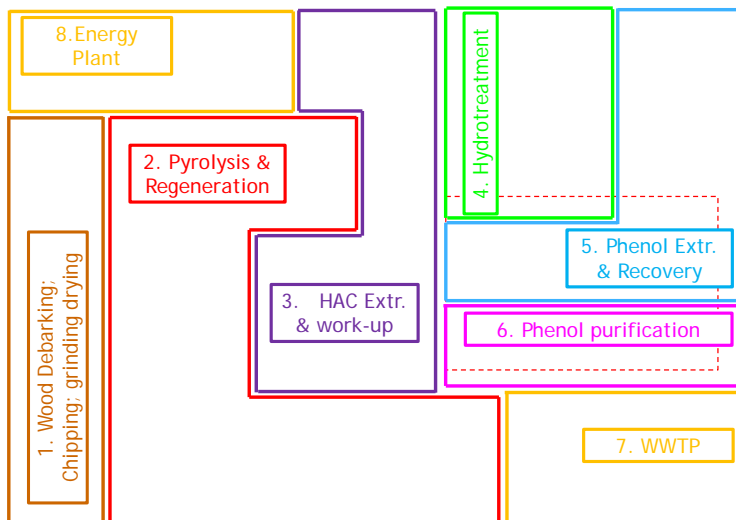 8.Energy
Plant
2. Pyrolysis &
Regeneration
4. Hydrotreatment
5. Phenol Extr.
& Recovery
3. HAC Extr.
& work-up
6. Phenol purification
1. Wood Debarking;
Chipping; grinding drying
7. WWTP